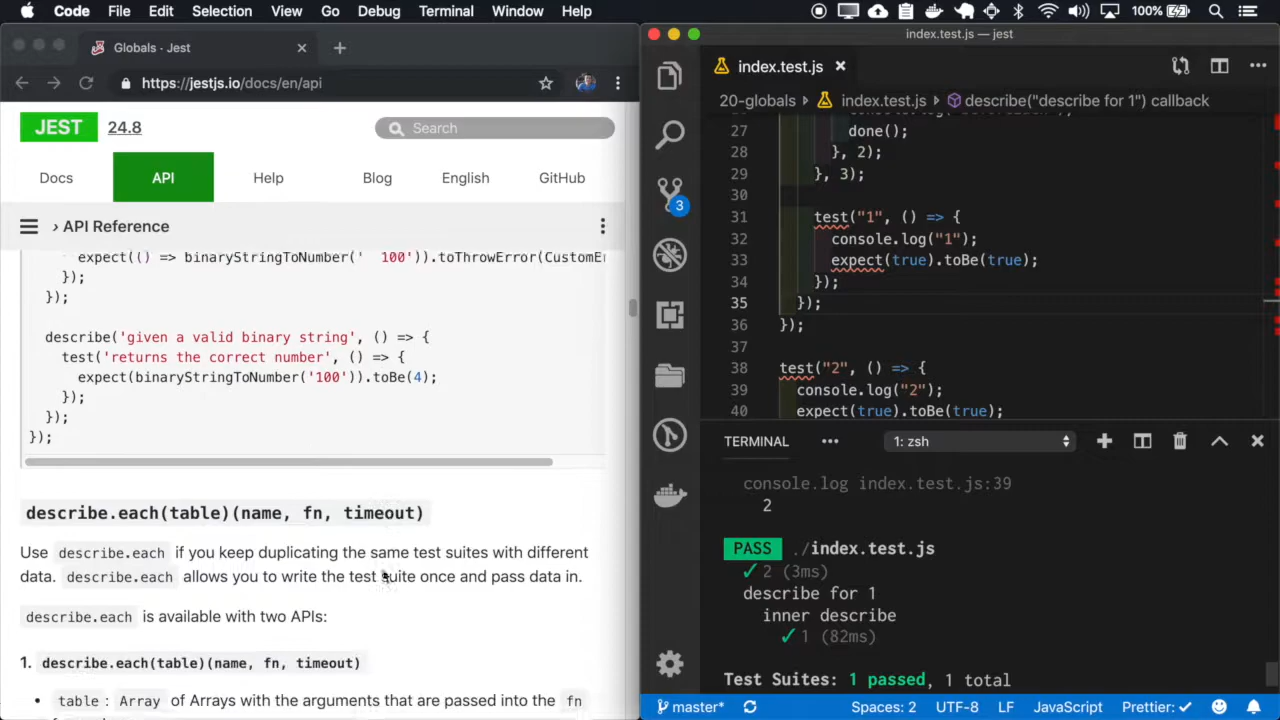 Code File Edit Selection View Go Debug Terminal Window Help 100%
Globals · Jest
https://jestjs.io/docs/en/api
JEST 24.8 Search
Docs API Help Blog English GitHub
› API Reference
expect(() => binaryStringToNumber(' 100')).toThrowError(CustomEr
});
});
describe('given a valid binary string', () => {
test('returns the correct number', () => {
expect(binaryStringToNumber('100')).toBe(4);
});
});
});
describe.each(table)(name, fn, timeout)
Use describe.each if you keep duplicating the same test suites with different
data. describe.each allows you to write the test suite once and pass data in.
describe.each is available with two APIs:
1. describe.each(table)(name, fn, timeout)
• table : Array of Arrays with the arguments that are passed into the fn
index.test.js — jest
index.test.js
20-globals index.test.js describe("describe for 1") callback
27 done();
28 }, 2);
29 }, 3);
30
31 test("1", () => {
32 console.log("1");
33 expect(true).toBe(true);
34 });
35 });
36 });
37
38 test("2", () => {
39 console.log("2");
40 expect(true).toBe(true);
3
TERMINAL 1: zsh
console.log index.test.js:39
2
PASS ./index.test.js
✓ 2 (3ms)
describe for 1
inner describe
✓ 1 (82ms)
Test Suites: 1 passed, 1 total
master* Spaces: 2 UTF-8 LF JavaScript Prettier: ✓